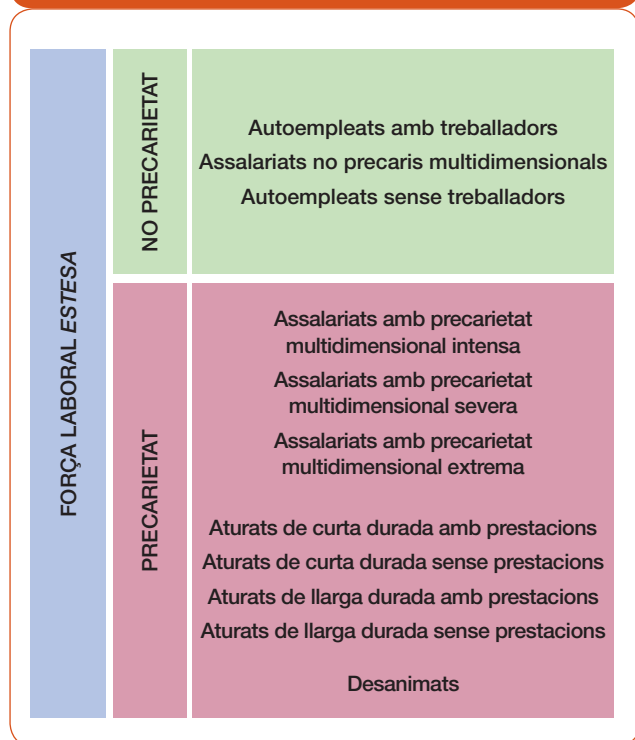 FORÇA LABORAL ESTESA
NO PRECARIETAT
Autoempleats amb treballadors
Assalariats no precaris multidimensionals
Autoempleats sense treballadors
PRECARIETAT
Assalariats amb precarietat
multidimensional intensa
Assalariats amb precarietat
multidimensional severa
Assalariats amb precarietat
multidimensional extrema
Aturats de curta durada amb prestacions
Aturats de curta durada sense prestacions
Aturats de llarga durada amb prestacions
Aturats de llarga durada sense prestacions
Desanimats